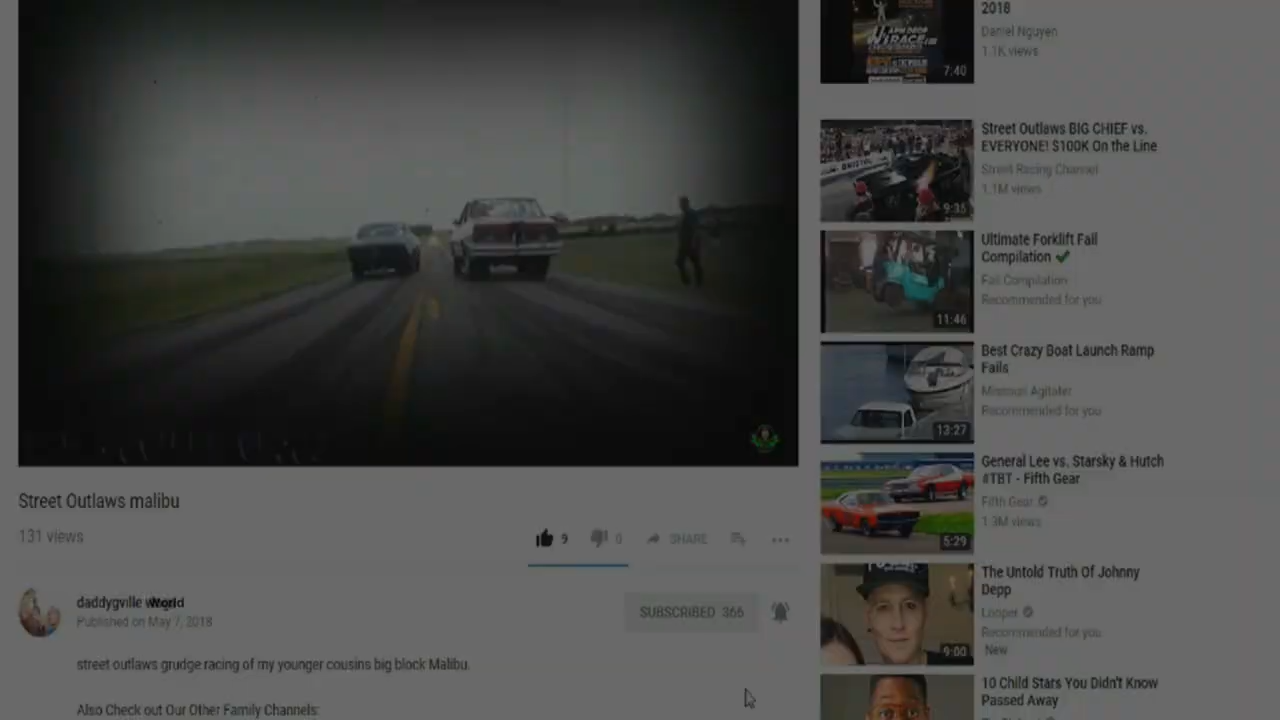 Street Outlaws malibu
131 views
9
0
SHARE
daddygville
World
Published on May 7, 2018
SUBSCRIBED 366
street outlaws grudge racing of my younger cousins big block Malibu.
Also Check out Our Other Family Channels:
2018
Daniel Nguyen
1.1K views
RACE
7:40
Street Outlaws BIG CHIEF vs.
EVERYONE! $100K On the Line
Street Racing Channel
1.1M views
BRISTOL
9:35
Ultimate Forklift Fail
Compilation
Fail Compilation
Recommended for you
11:46
Best Crazy Boat Launch Ramp
Fails
Missouri Agitater
Recommended for you
13:27
General Lee vs. Starsky & Hutch
#TBT - Fifth Gear
Fifth Gear
1.3M views
5:29
The Untold Truth Of Johnny
Depp
Looper
Recommended for you
New
9:00
10 Child Stars You Didn't Know
Passed Away